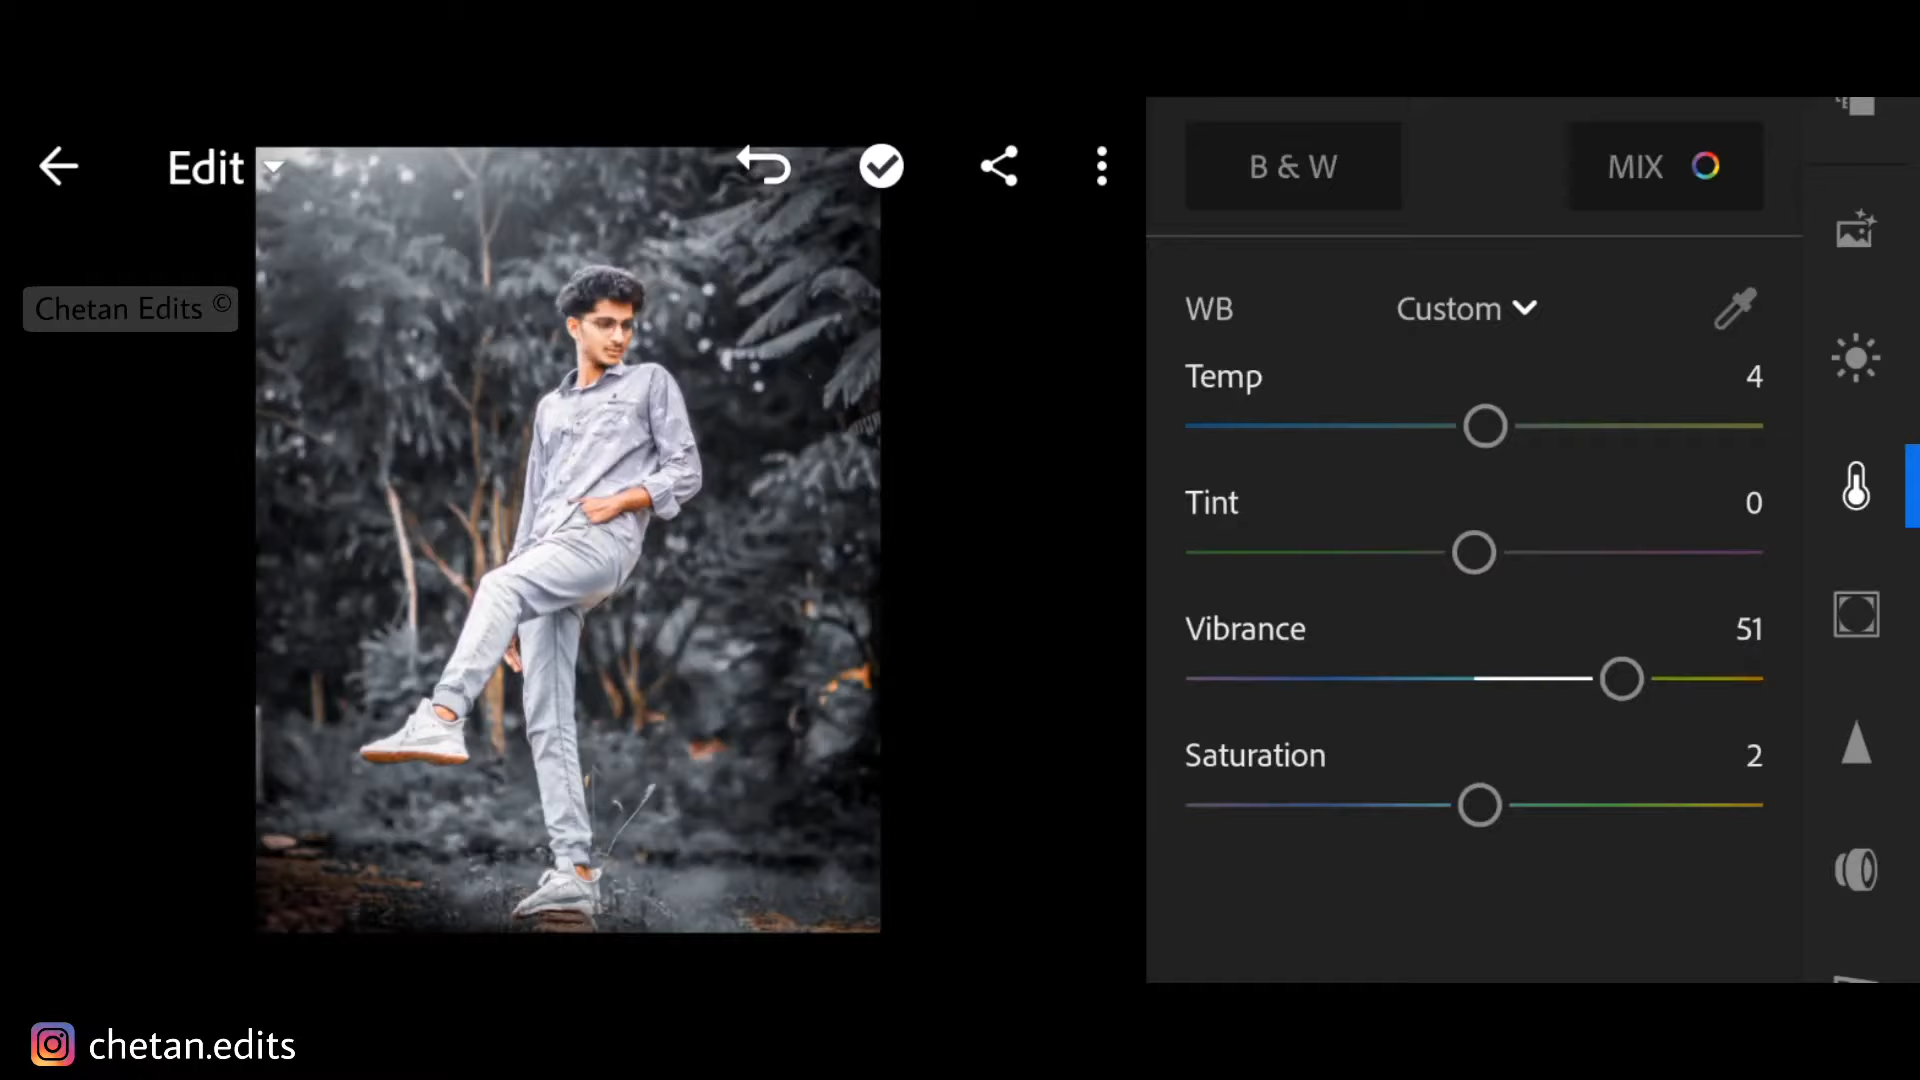 Edit
B & W
MIX
Chetan Edits ©
WB
Custom
Temp
4
Tint
0
Vibrance
51
Saturation
2
chetan.edits